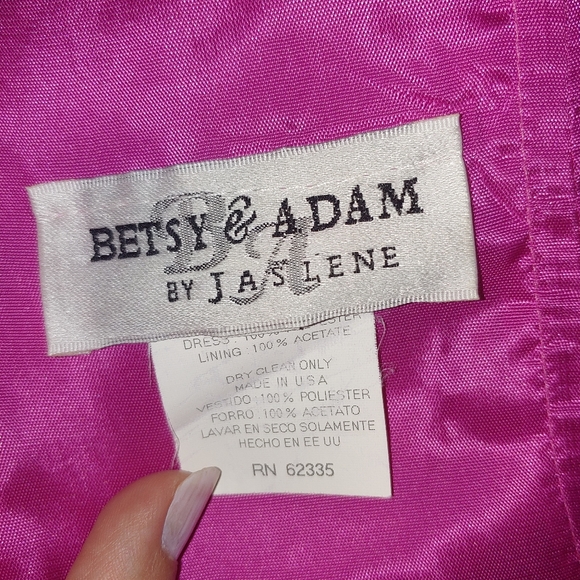 BETSY & ADAM
BA
BY JASLENE
DRESS: 100%
LINING: 100% ACETATE
DRY CLEAN ONLY
MADE IN U S A
VESTIDO: 100% POLIESTER
FORRO: 100% ACETATO
LAVAR EN SECO SOLAMENTE
HECHO EN EE UU
RN 62335